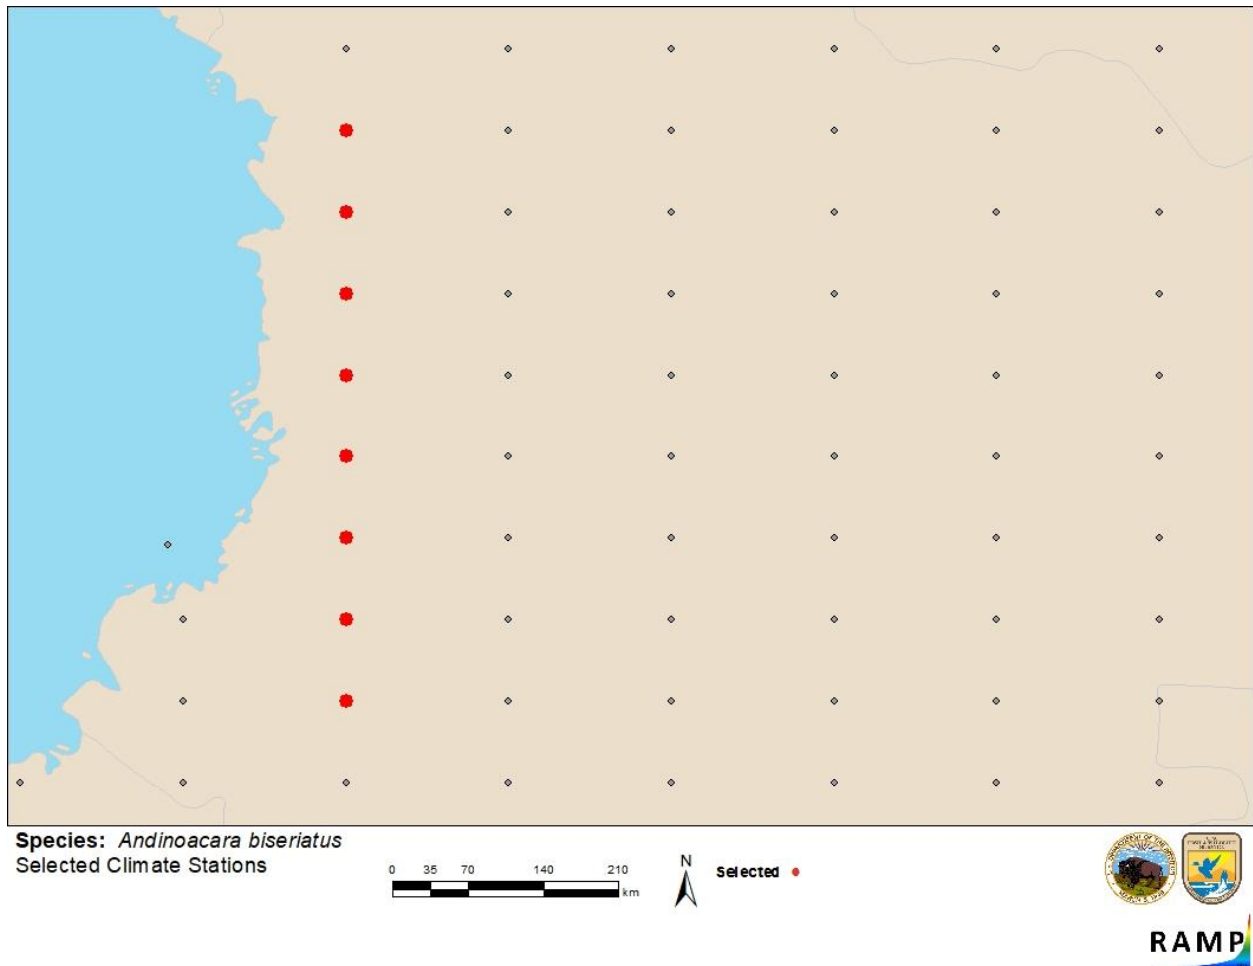 Species: Andinoacara biseriatus
Selected Climate Stations
0 35 70 140 210
km
N
Selected
RAMP